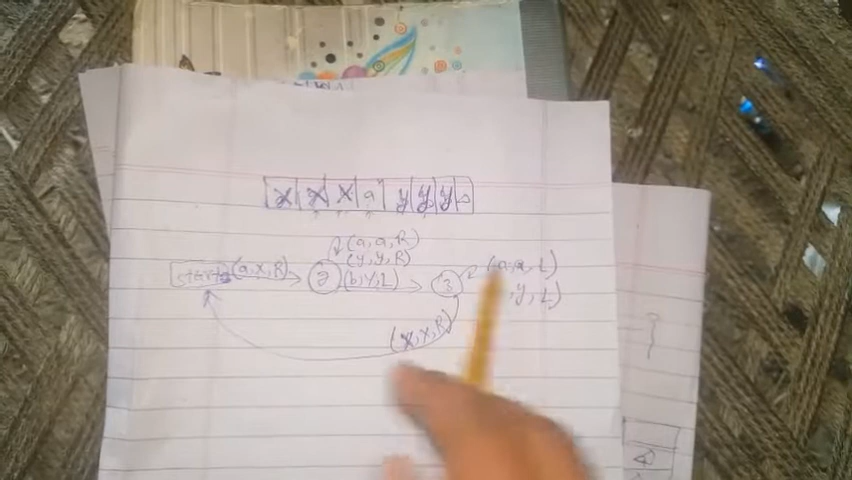 X X X a y y y b
(a, a, R)
(y, y, R)
start (a, x, R) 2 (b, y, L) 3 (a, a, L)
, y, L)
(x, x, R)